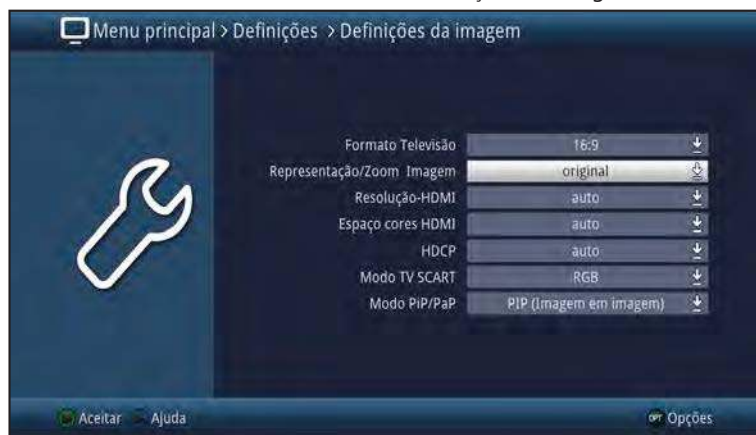 Menu principal > Definições > Definições da imagem
Formato Televisão 16:9
Representação/Zoom Imagem original
Resolução-HDMI auto
Espaço cores HDMI auto
HDCP auto
Modo TV SCART RGB
Modo PiP/PaP PIP (Imagem em imagem)
Aceitar Ajuda OPT Opções